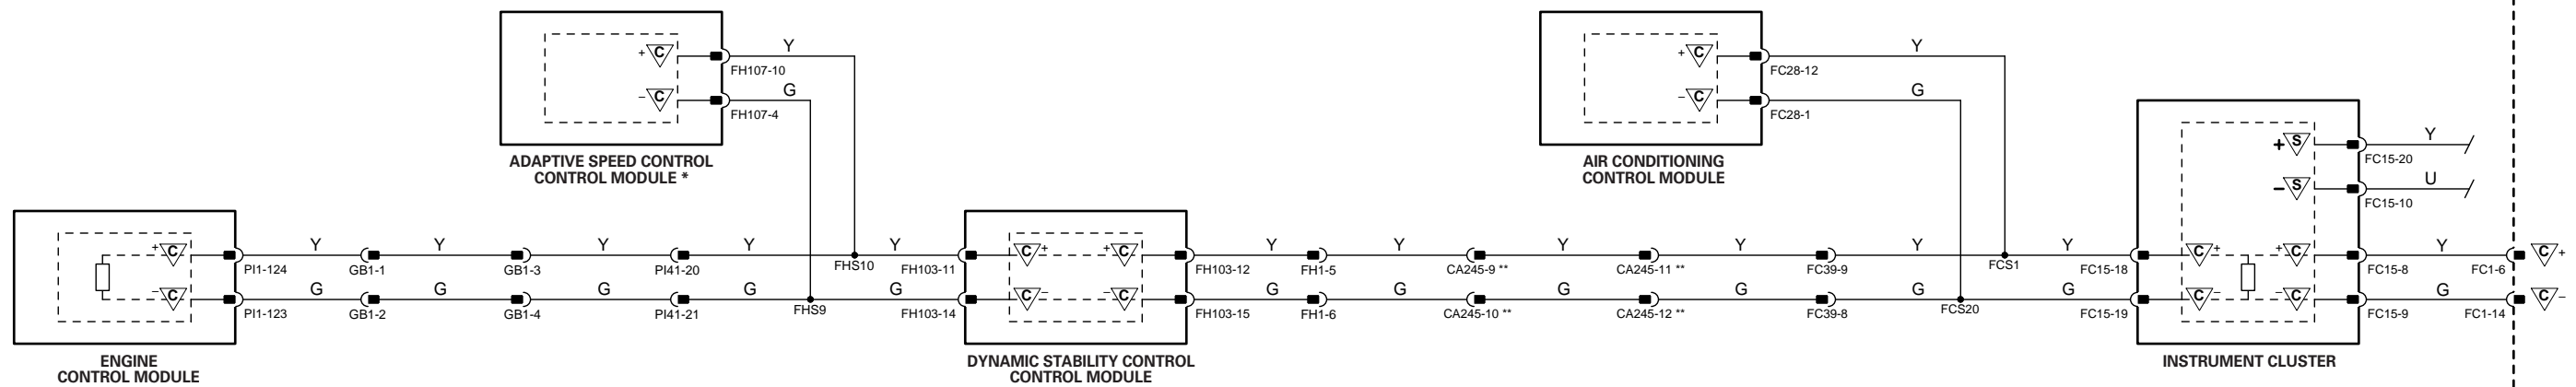 + C Y FH107-10
− C G FH107-4
ADAPTIVE SPEED CONTROL
CONTROL MODULE *
+ C Y FC28-12
− C G FC28-1
AIR CONDITIONING
CONTROL MODULE
+ S Y FC15-20
− S U FC15-10
+ C Y Y Y Y Y C + + C Y Y Y Y Y Y C + + C Y C +
PI1-124 GB1-1 GB1-3 PI41-20 FHS10 FH103-11 FH103-12 FH1-5 CA245-9 ** CA245-11 ** FC39-9 FCS1 FC15-18 FC15-8 FC1-6
− C G G G G G C − − C G G G G G G C − − C G C −
PI1-123 GB1-2 GB1-4 PI41-21 FHS9 FH103-14 FH103-15 FH1-6 CA245-10 ** CA245-12 ** FC39-8 FCS20 FC15-19 FC15-9 FC1-14
ENGINE
CONTROL MODULE
DYNAMIC STABILITY CONTROL
CONTROL MODULE
INSTRUMENT CLUSTER